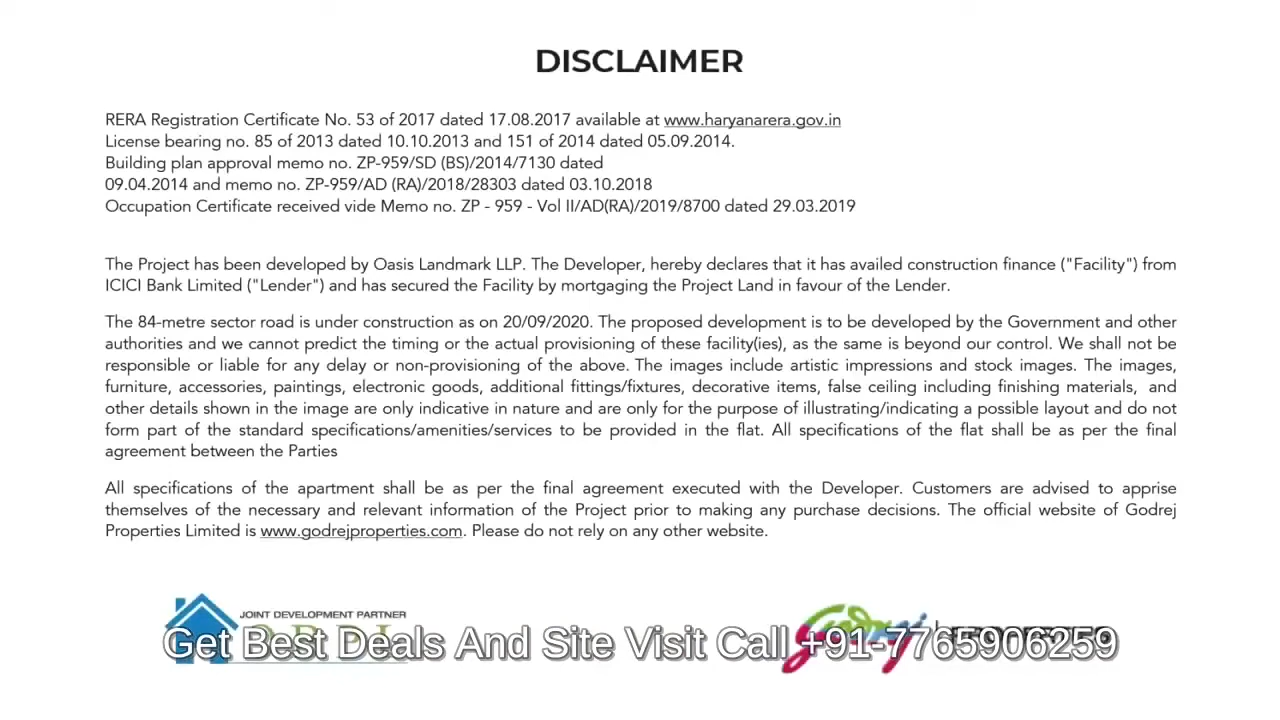 DISCLAIMER
RERA Registration Certificate No. 53 of 2017 dated 17.08.2017 available at www.haryanarera.gov.in
License bearing no. 85 of 2013 dated 10.10.2013 and 151 of 2014 dated 05.09.2014.
Building plan approval memo no. ZP-959/SD (BS)/2014/7130 dated
09.04.2014 and memo no. ZP-959/AD (RA)/2018/28303 dated 03.10.2018
Occupation Certificate received vide Memo no. ZP - 959 - Vol II/AD(RA)/2019/8700 dated 29.03.2019
The Project has been developed by Oasis Landmark LLP. The Developer, hereby declares that it has availed construction finance ("Facility") from
ICICI Bank Limited ("Lender") and has secured the Facility by mortgaging the Project Land in favour of the Lender.
The 84-metre sector road is under construction as on 20/09/2020. The proposed development is to be developed by the Government and other
authorities and we cannot predict the timing or the actual provisioning of these facility(ies), as the same is beyond our control. We shall not be
responsible or liable for any delay or non-provisioning of the above. The images include artistic impressions and stock images. The images,
furniture, accessories, paintings, electronic goods, additional fittings/fixtures, decorative items, false ceiling including finishing materials, and
other details shown in the image are only indicative in nature and are only for the purpose of illustrating/indicating a possible layout and do not
form part of the standard specifications/amenities/services to be provided in the flat. All specifications of the flat shall be as per the final
agreement between the Parties
All specifications of the apartment shall be as per the final agreement executed with the Developer. Customers are advised to apprise
themselves of the necessary and relevant information of the Project prior to making any purchase decisions. The official website of Godrej
Properties Limited is www.godrejproperties.com. Please do not rely on any other website.
JOINT DEVELOPMENT PARTNER
Godrej
Get Best Deals And Site Visit Call +91-7765906259